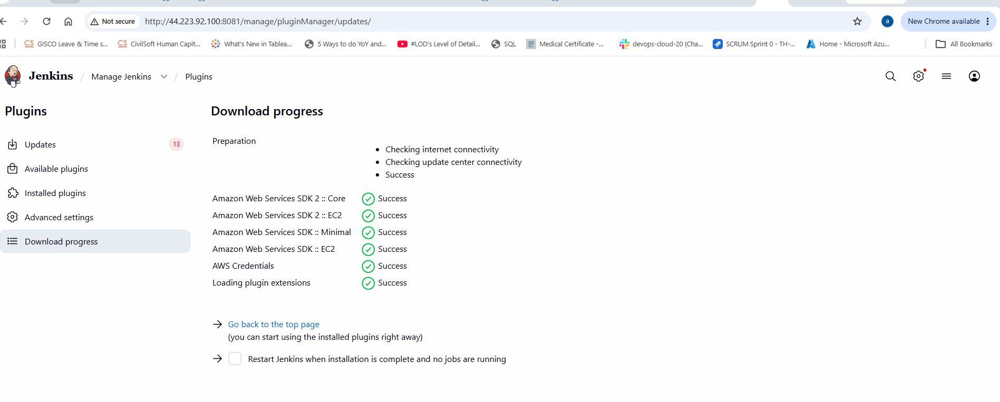 Not secure http://44.223.92.100:8081/manage/pluginManager/updates/ a New Chrome available
CS GISCO Leave & Time s... CS CivilSoft Human Capit... What's New in Tablea... 5 Ways to do YoY and... #LOD's Level of Detail... SQL Medical Certificate -... devops-cloud-20 (Cha... SCRUM Sprint 0 - TH-... Home - Microsoft Azu... All Bookmarks
Jenkins / Manage Jenkins / Plugins
Plugins
Updates 13
Available plugins
Installed plugins
Advanced settings
Download progress
Download progress
Preparation
• Checking internet connectivity
• Checking update center connectivity
• Success
Amazon Web Services SDK 2 :: Core Success
Amazon Web Services SDK 2 :: EC2 Success
Amazon Web Services SDK :: Minimal Success
Amazon Web Services SDK :: EC2 Success
AWS Credentials Success
Loading plugin extensions Success
→ Go back to the top page
(you can start using the installed plugins right away)
→ Restart Jenkins when installation is complete and no jobs are running